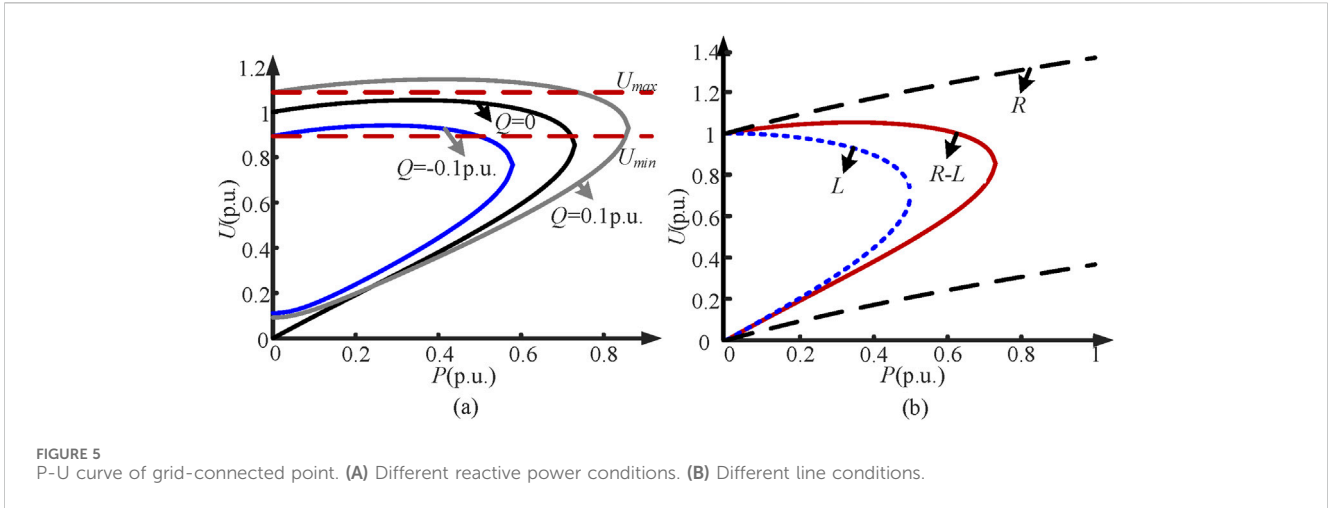 1.2
1
0.8
0.6
0.4
0.2
0
U(p.u.)
U_max
Q=0
U_min
Q=-0.1p.u.
Q=0.1p.u.
0 0.2 0.4 0.6 0.8
P(p.u.)
(a)
1.4
1.2
1
0.8
0.6
0.4
0.2
0
U(p.u.)
R
L
R-L
0 0.2 0.4 0.6 0.8 1
P(p.u.)
(b)
FIGURE 5
P-U curve of grid-connected point. (A) Different reactive power conditions. (B) Different line conditions.